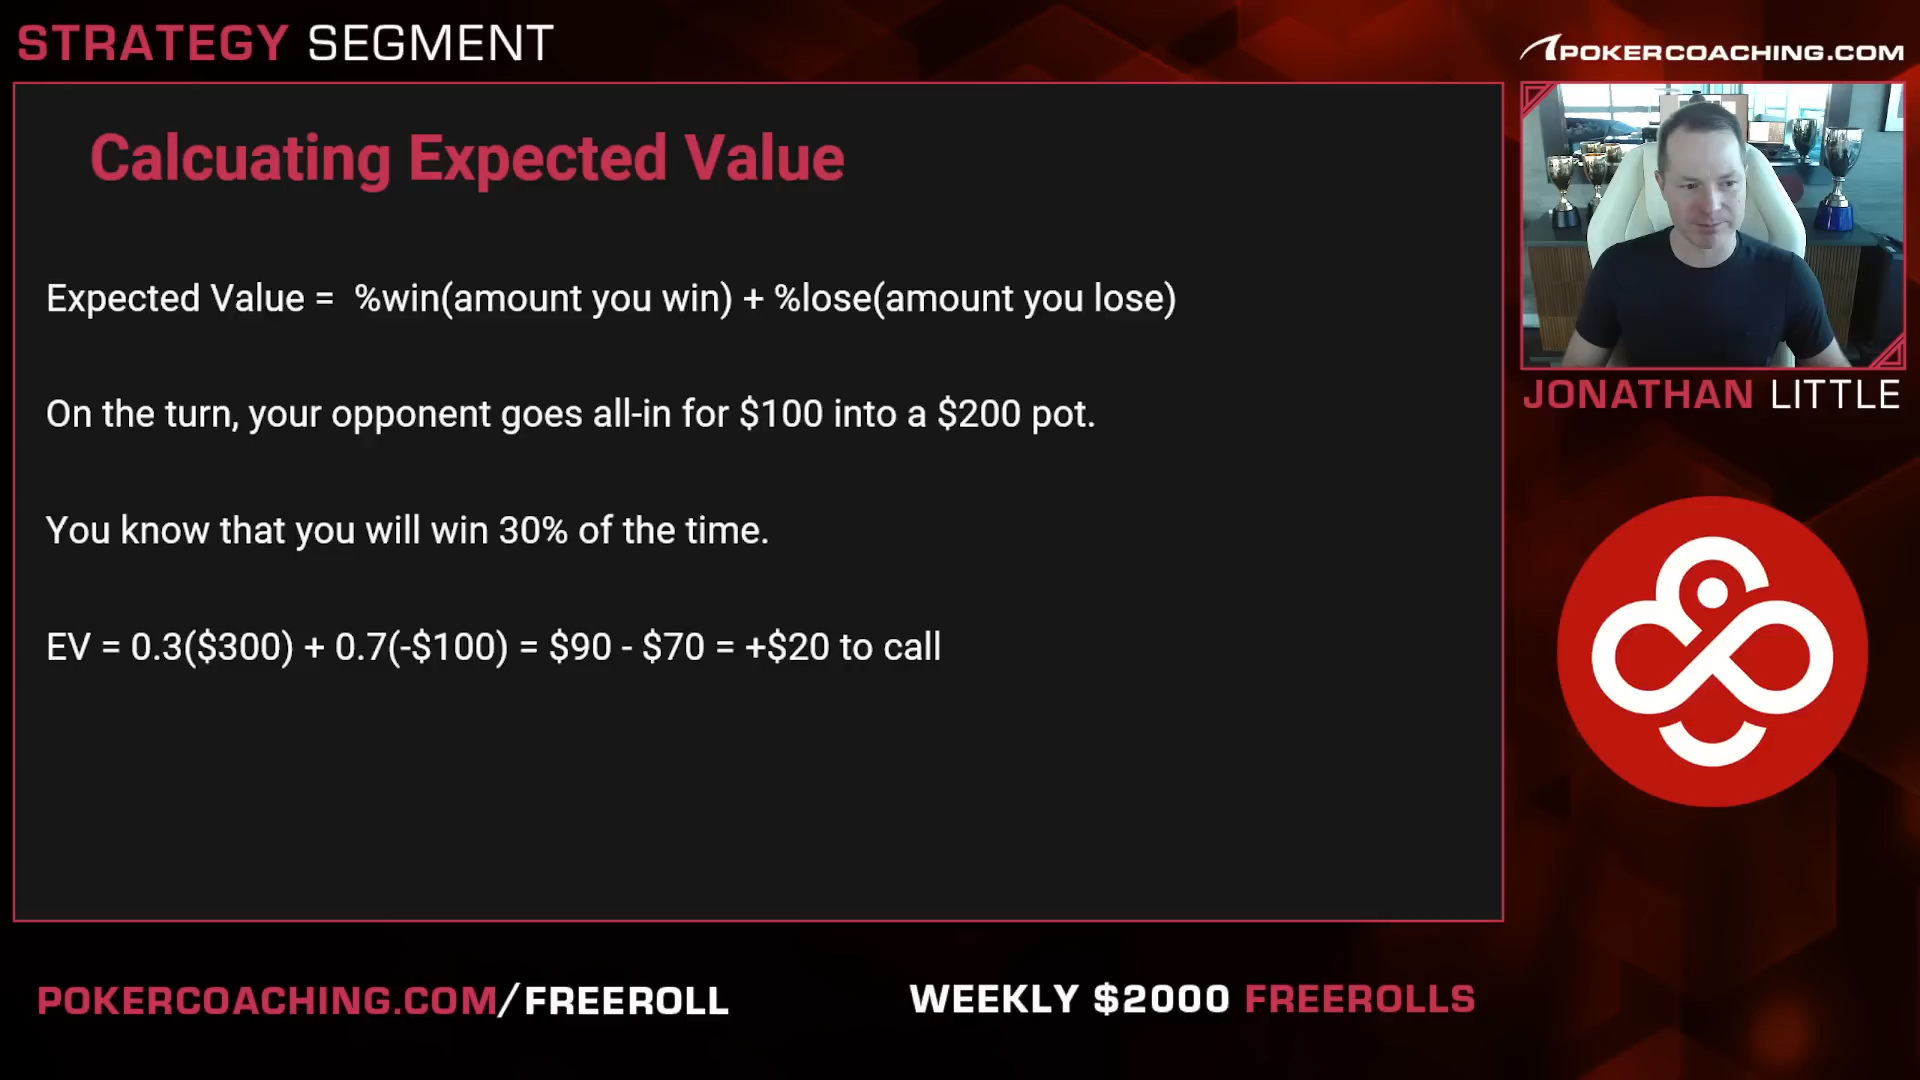 STRATEGY SEGMENT
POKERCOACHING.COM
Calcuating Expected Value
Expected Value = %win(amount you win) + %lose(amount you lose)
On the turn, your opponent goes all-in for $100 into a $200 pot.
You know that you will win 30% of the time.
EV = 0.3($300) + 0.7(-$100) = $90 - $70 = +$20 to call
JONATHAN LITTLE
POKERCOACHING.COM/FREEROLL
WEEKLY $2000 FREEROLLS